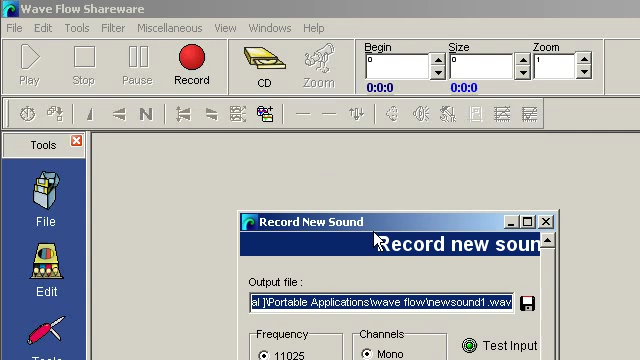 Wave Flow Shareware
File Edit Tools Filter Miscellaneous View Windows Help
Play Stop Pause Record CD Zoom
Begin Size Zoom
0 0 1
0:0:0 0:0:0
N N
Tools
File
Edit
Tools
Record New Sound
Record new soun
Output file :
al ]\Portable Applications\wave flow\newsound1.wav
Frequency Channels
11025 Mono Test Input